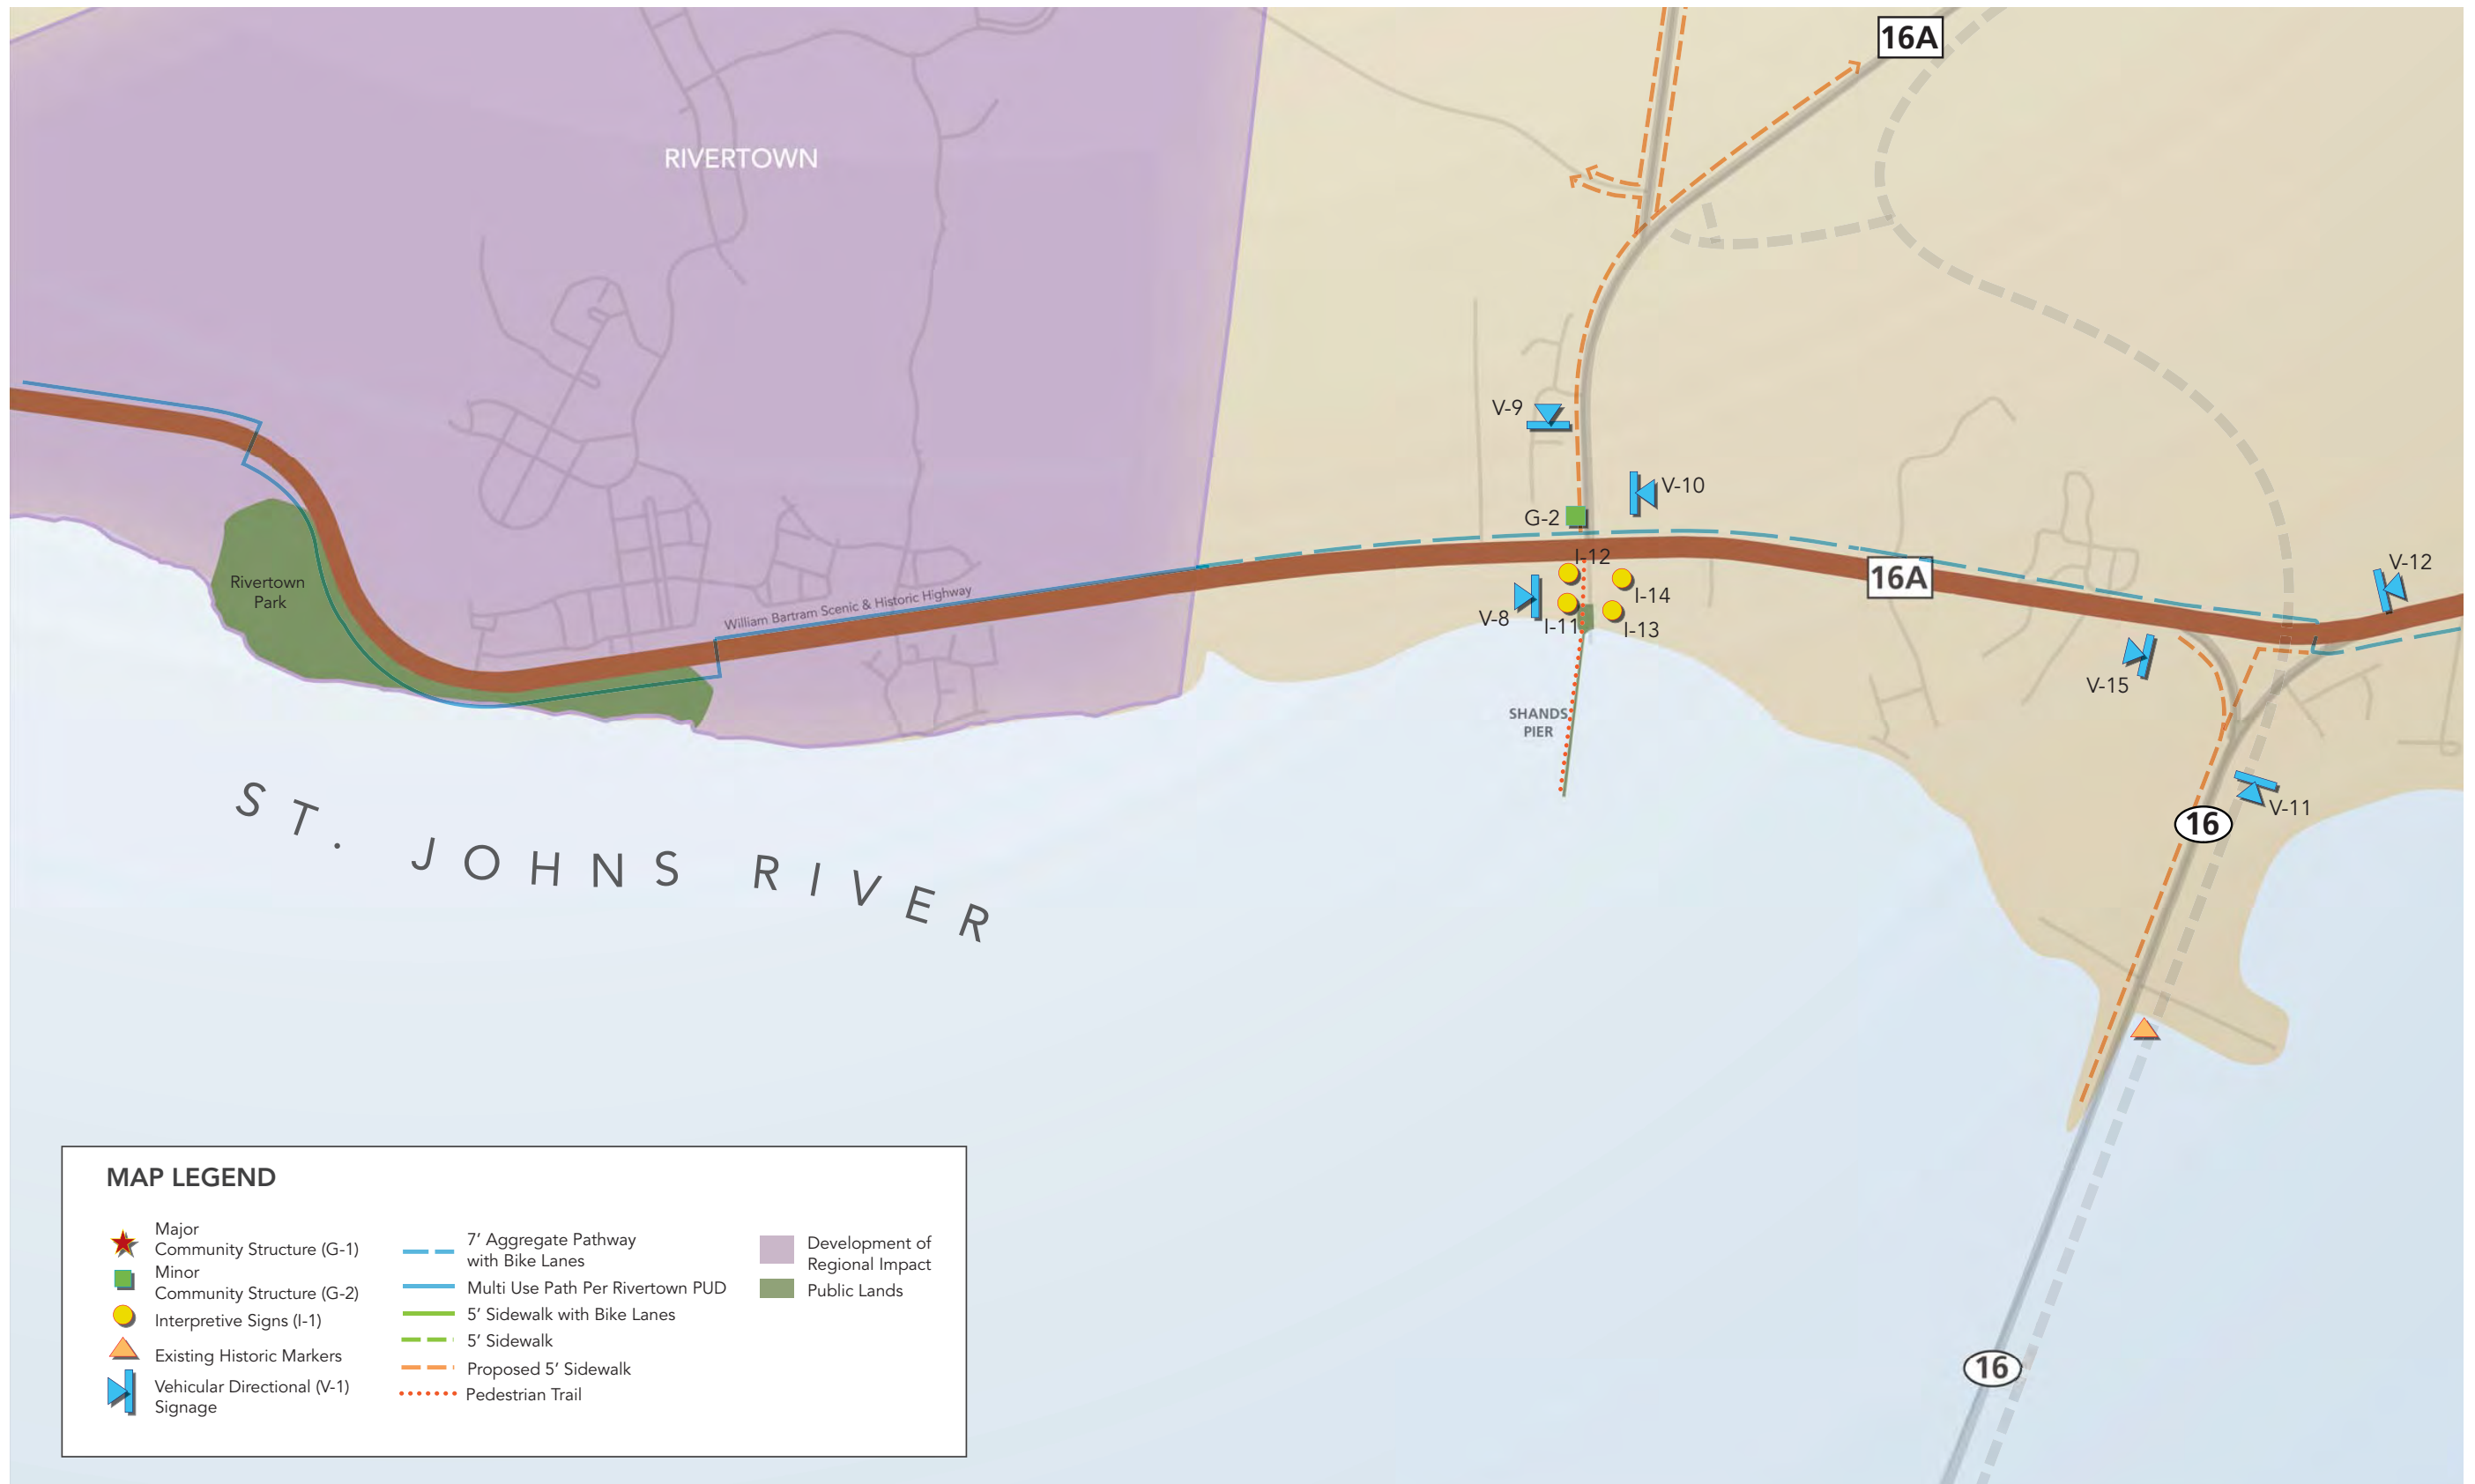 16A
RIVERTOWN
V-9
V-10
G-2
I-12
V-12
16A
Rivertown
Park
William Bartram Scenic & Historic Highway
V-8
I-11
I-14
I-13
V-15
SHANDS
PIER
V-11
16
ST. JOHNS RIVER
16
MAP LEGEND
Major
Community Structure (G-1)
Minor
Community Structure (G-2)
Interpretive Signs (I-1)
Existing Historic Markers
Vehicular Directional (V-1)
Signage
7’ Aggregate Pathway
with Bike Lanes
Multi Use Path Per Rivertown PUD
5’ Sidewalk with Bike Lanes
5’ Sidewalk
Proposed 5’ Sidewalk
Pedestrian Trail
Development of
Regional Impact
Public Lands